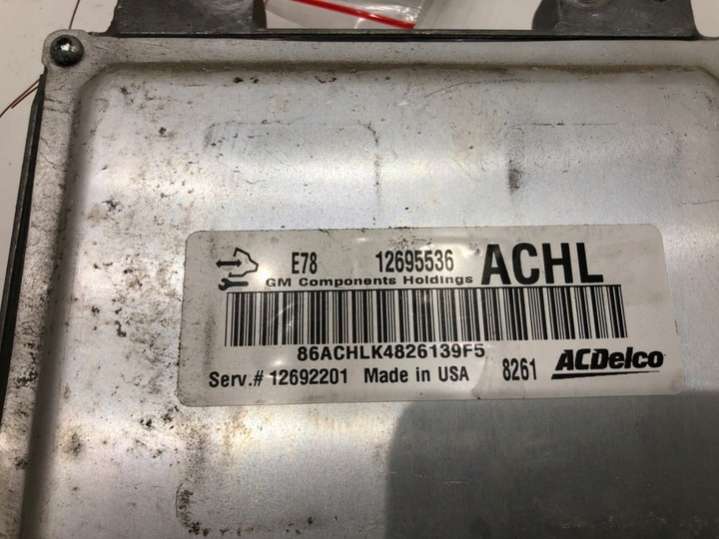 E78 12695536 ACHL
GM Components Holdings
86ACHLK4826139F5
Serv.# 12692201 Made in USA 8261 ACDelco